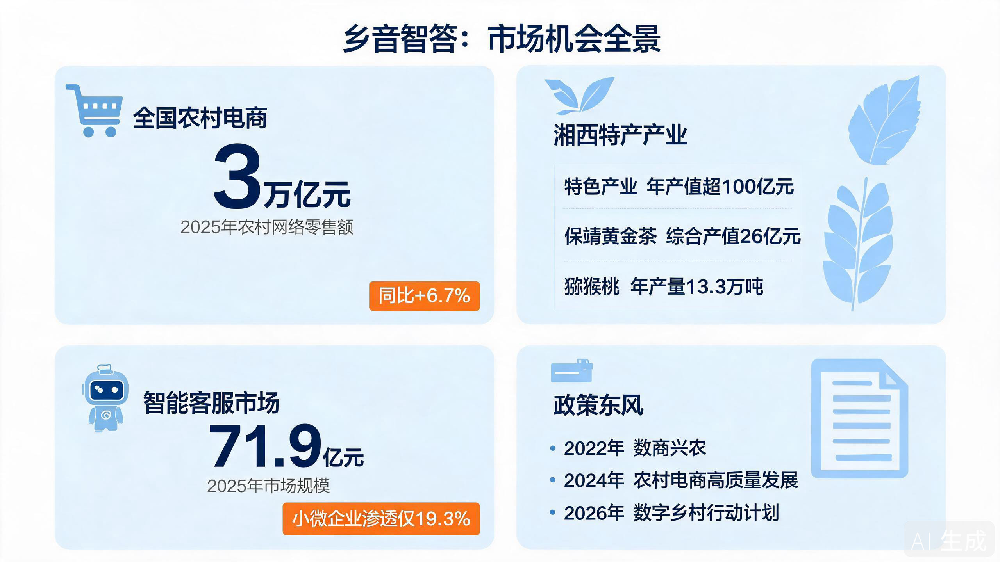 乡音智答：市场机会全景
全国农村电商
3万亿元
2025年农村网络零售额
同比+6.7%
湘西特产产业
特色产业 年产值超100亿元
保靖黄金茶 综合产值26亿元
猕猴桃 年产量13.3万吨
智能客服市场
71.9亿元
2025年市场规模
小微企业渗透仅19.3%
政策东风
• 2022年 数商兴农
• 2024年 农村电商高质量发展
• 2026年 数字乡村行动计划
AI 生成